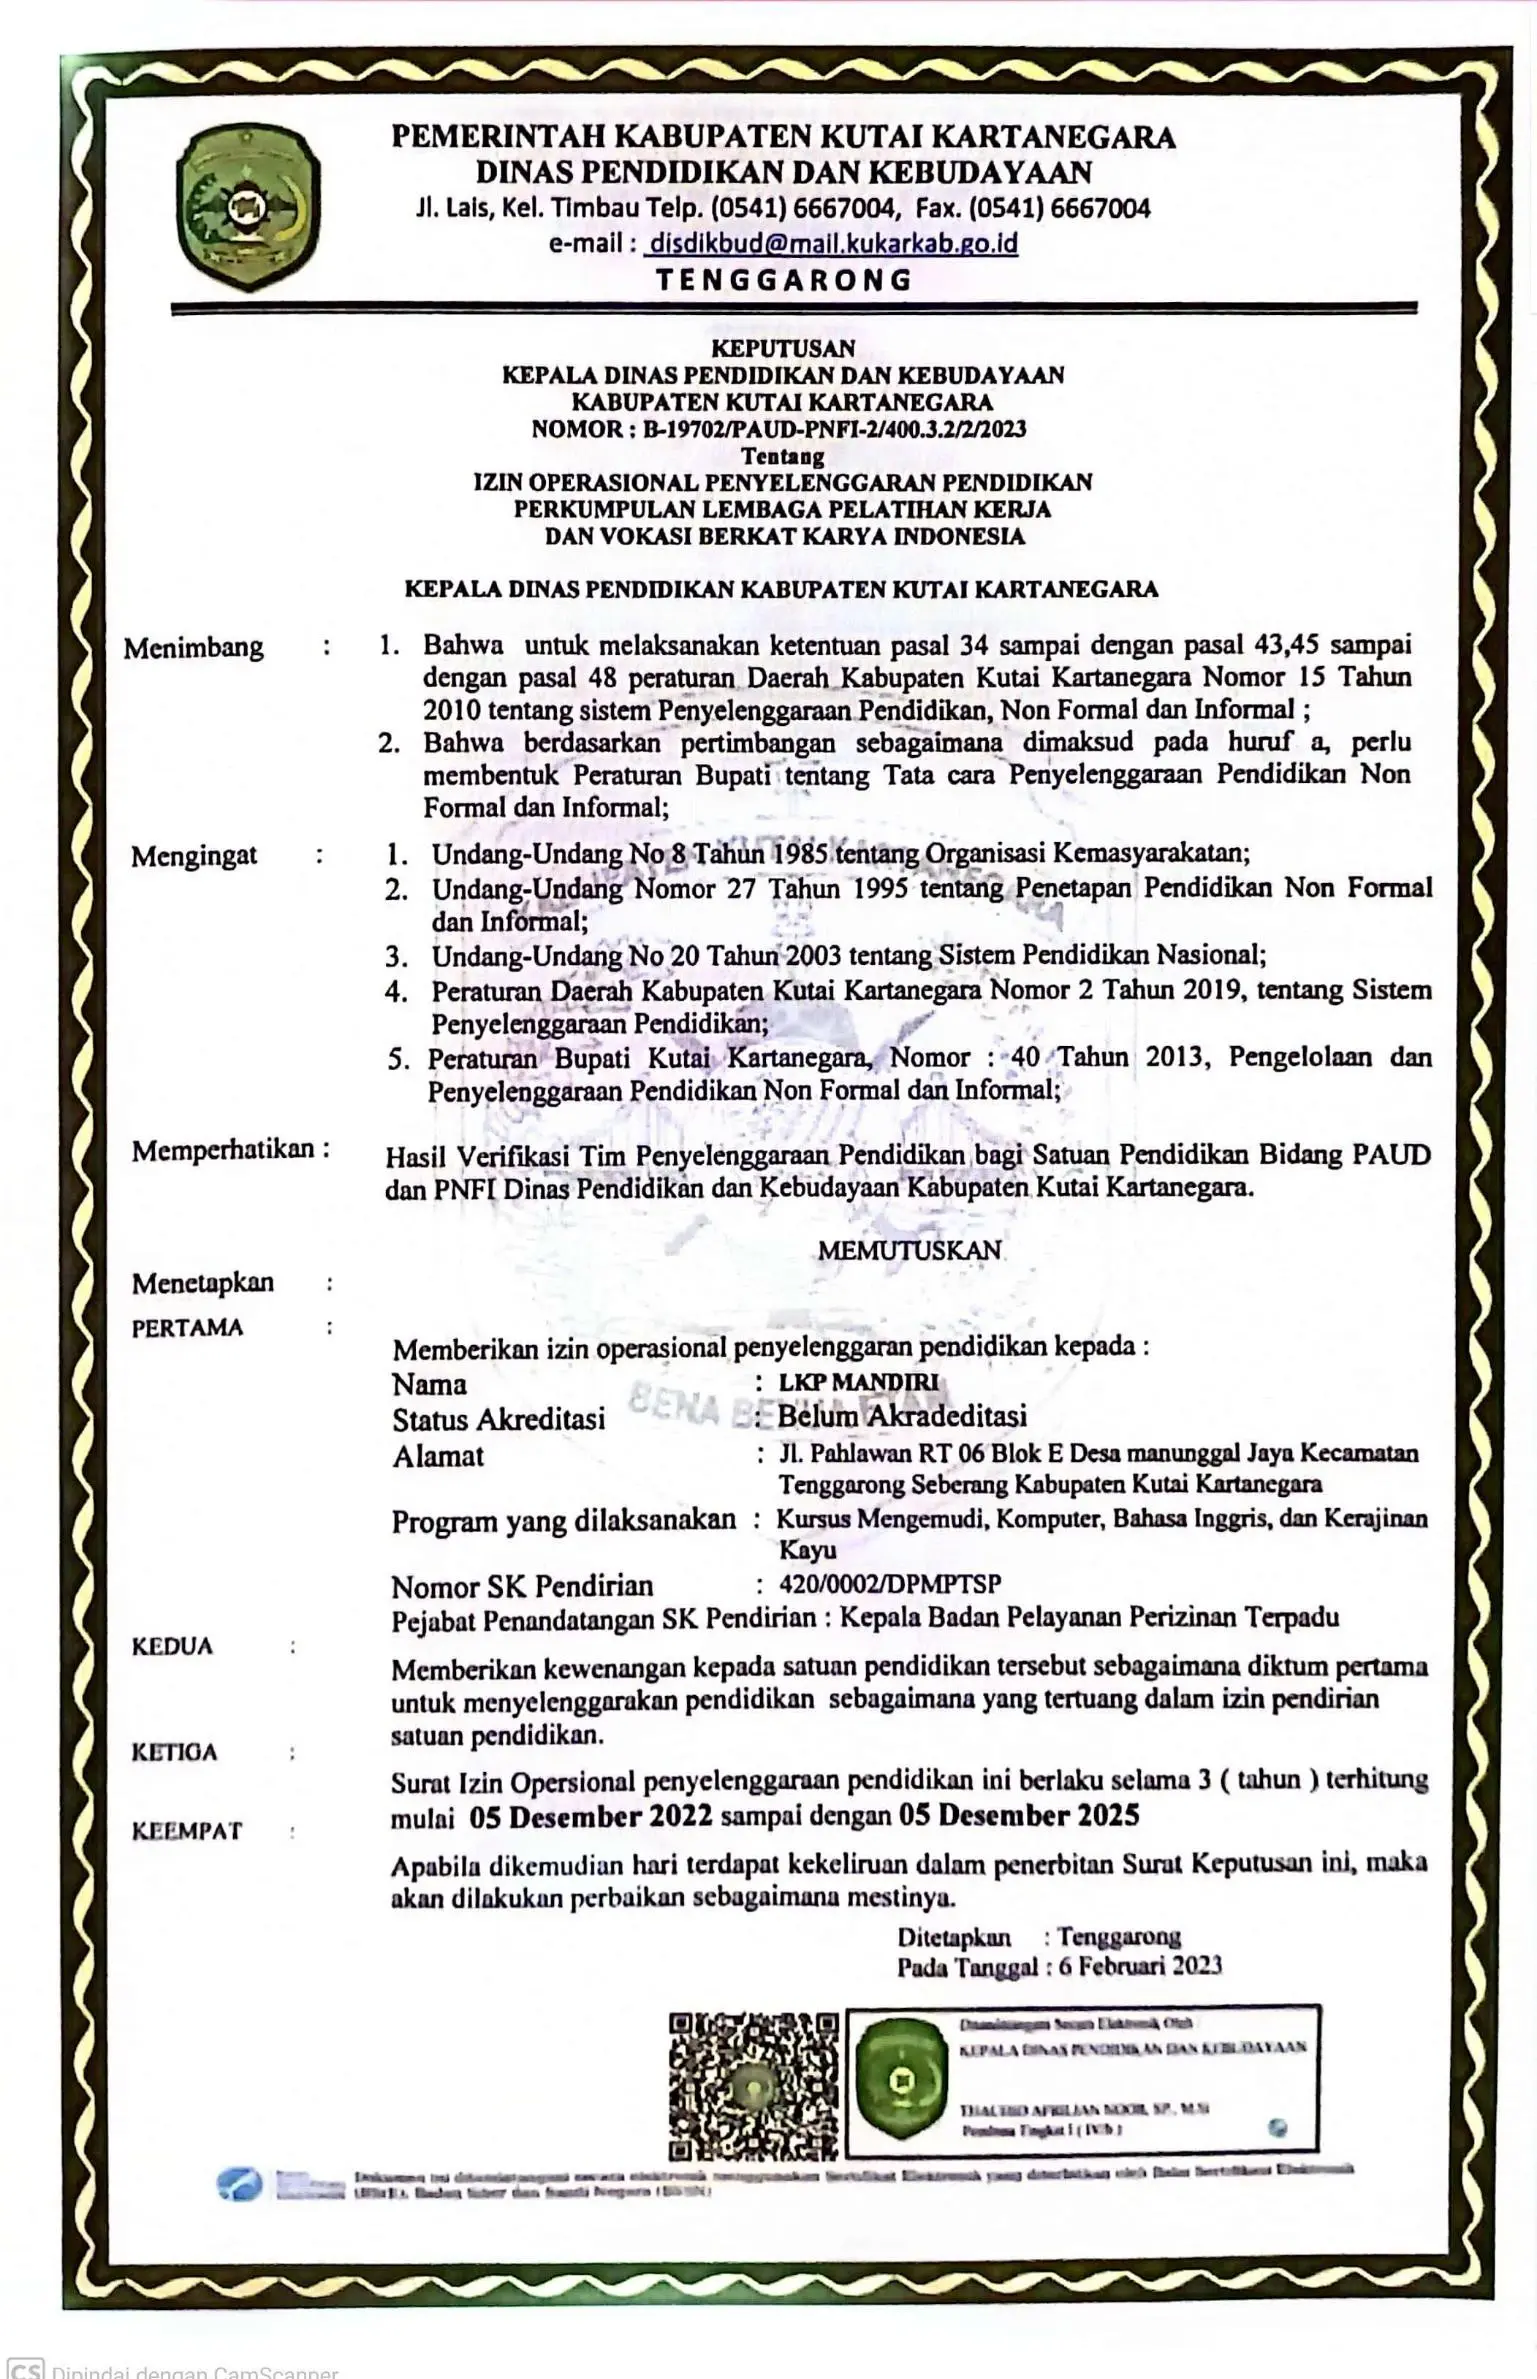 PEMERINTAH KABUPATEN KUTAI KARTANEGARA
DINAS PENDIDIKAN DAN KEBUDAYAAN
Jl. Lais, Kel. Timbau Telp. (0541) 6667004, Fax. (0541) 6667004
e-mail : disdikbud@mail.kukarkab.go.id
TENGGARONG
KEPUTUSAN
KEPALA DINAS PENDIDIKAN DAN KEBUDAYAAN
KABUPATEN KUTAI KARTANEGARA
NOMOR : B-19702/PAUD-PNFI-2/400.3.2/2/2023
Tentang
IZIN OPERASIONAL PENYELENGGARAN PENDIDIKAN
PERKUMPULAN LEMBAGA PELATIHAN KERJA
DAN VOKASI BERKAT KARYA INDONESIA
KEPALA DINAS PENDIDIKAN KABUPATEN KUTAI KARTANEGARA
Menimbang : 1. Bahwa untuk melaksanakan ketentuan pasal 34 sampai dengan pasal 43,45 sampai
dengan pasal 48 peraturan Daerah Kabupaten Kutai Kartanegara Nomor 15 Tahun
2010 tentang sistem Penyelenggaraan Pendidikan, Non Formal dan Informal ;
2. Bahwa berdasarkan pertimbangan sebagaimana dimaksud pada huruf a, perlu
membentuk Peraturan Bupati tentang Tata cara Penyelenggaraan Pendidikan Non
Formal dan Informal;
Mengingat : 1. Undang-Undang No 8 Tahun 1985 tentang Organisasi Kemasyarakatan;
2. Undang-Undang Nomor 27 Tahun 1995 tentang Penetapan Pendidikan Non Formal
dan Informal;
3. Undang-Undang No 20 Tahun 2003 tentang Sistem Pendidikan Nasional;
4. Peraturan Daerah Kabupaten Kutai Kartanegara Nomor 2 Tahun 2019, tentang Sistem
Penyelenggaraan Pendidikan;
5. Peraturan Bupati Kutai Kartanegara, Nomor : 40 Tahun 2013, Pengelolaan dan
Penyelenggaraan Pendidikan Non Formal dan Informal;
Memperhatikan : Hasil Verifikasi Tim Penyelenggaraan Pendidikan bagi Satuan Pendidikan Bidang PAUD
dan PNFI Dinas Pendidikan dan Kebudayaan Kabupaten Kutai Kartanegara.
MEMUTUSKAN
Menetapkan :
PERTAMA :
Memberikan izin operasional penyelenggaran pendidikan kepada :
Nama : LKP MANDIRI
Status Akreditasi : Belum Akradeditasi
Alamat : Jl. Pahlawan RT 06 Blok E Desa manunggal Jaya Kecamatan
Tenggarong Seberang Kabupaten Kutai Kartanegara
Program yang dilaksanakan : Kursus Mengemudi, Komputer, Bahasa Inggris, dan Kerajinan
Kayu
Nomor SK Pendirian : 420/0002/DPMPTSP
Pejabat Penandatangan SK Pendirian : Kepala Badan Pelayanan Perizinan Terpadu
KEDUA :
Memberikan kewenangan kepada satuan pendidikan tersebut sebagaimana diktum pertama
untuk menyelenggarakan pendidikan sebagaimana yang tertuang dalam izin pendirian
satuan pendidikan.
KETIGA :
Surat Izin Opersional penyelenggaraan pendidikan ini berlaku selama 3 ( tahun ) terhitung
mulai 05 Desember 2022 sampai dengan 05 Desember 2025
KEEMPAT :
Apabila dikemudian hari terdapat kekeliruan dalam penerbitan Surat Keputusan ini, maka
akan dilakukan perbaikan sebagaimana mestinya.
Ditetapkan : Tenggarong
Pada Tanggal : 6 Februari 2023
Ditandatangani Secara Elektronik Oleh
KEPALA DINAS PENDIDIKAN DAN KEBUDAYAAN
AFRILIAN NOOR, SP., M.Si
Pembina Tingkat I ( IV/b )
Dokumen ini ditandatangani secara elektronik menggunakan Sertifikat Elektronik yang diterbitkan oleh Balai Sertifikasi Elektronik
Badan Siber dan Sandi Negara (BSSN)
KABUPATEN KUTAI KARTANEGARA
CS Dipindai dengan CamScanner